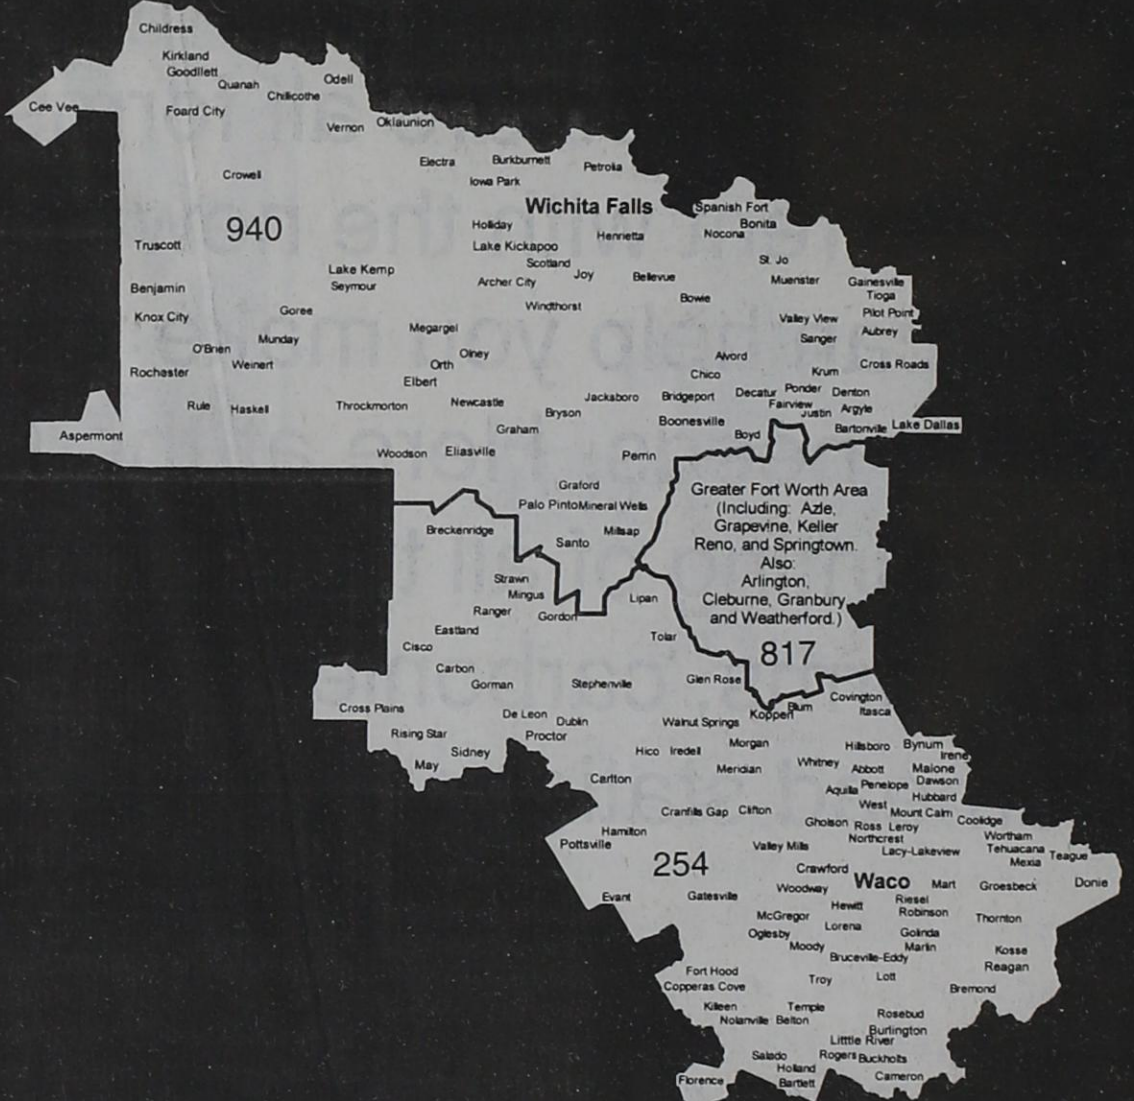 Childress
Kirkland
Goodllett
Quanah
Odell
Chillicothe
Cee Vee
Foard City
Vernon
Oklaunion
Electra
Burkburnett
Petrolia
Crowell
Iowa Park
Wichita Falls
Spanish Fort
940
Holliday
Bonita
Henrietta
Nocona
Truscott
Lake Kickapoo
Scotland
St. Jo
Lake Kemp
Joy
Bellevue
Muenster
Gainesville
Benjamin
Seymour
Archer City
Bowie
Tioga
Knox City
Goree
Windthorst
Valley View
Pilot Point
Megargel
Sanger
Aubrey
O'Brien
Munday
Olney
Alvord
Rochester
Weinert
Orth
Chico
Krum
Cross Roads
Elbert
Rule
Haskell
Throckmorton
Newcastle
Jacksboro
Bridgeport
Decatur
Ponder
Denton
Bryson
Fairview
Justin
Argyle
Aspermont
Graham
Boonesville
Boyd
Bartonville
Lake Dallas
Woodson
Eliasville
Perrin
Graford
Palo Pinto
Mineral Wells
Millsap
Greater Fort Worth Area
(Including: Azle,
Grapevine, Keller
Reno, and Springtown.
Also:
Arlington,
Cleburne, Granbury
and Weatherford.)
817
Breckenridge
Santo
Strawn
Mingus
Lipan
Ranger
Gordon
Eastland
Tolar
Cisco
Carbon
Gorman
Stephenville
Glen Rose
Covington
Cross Plains
De Leon
Dublin
Walnut Springs
Kopperl
Blum
Itasca
Rising Star
Proctor
Sidney
Hico
Iredell
Morgan
Hillsboro
Bynum
Irene
May
Carlton
Meridian
Whitney
Abbott
Malone
Aquilla
Penelope
Dawson
Cranfills Gap
Clifton
West
Hubbard
Mount Calm
Coolidge
Hamilton
Gholson
Ross
Leroy
Pottsville
Valley Mills
Northcrest
Wortham
254
Lacy-Lakeview
Tehuacana
Teague
Mexia
Crawford
Waco
Mart
Groesbeck
Donie
Evant
Gatesville
Woodway
Hewitt
Riesel
McGregor
Robinson
Thornton
Oglesby
Lorena
Golinda
Moody
Marlin
Kosse
Bruceville-Eddy
Reagan
Fort Hood
Troy
Lott
Copperas Cove
Bremond
Killeen
Temple
Rosebud
Nolanville
Belton
Burlington
Litttle River
Salado
Rogers
Buckholts
Holland
Florence
Bartlett
Cameron